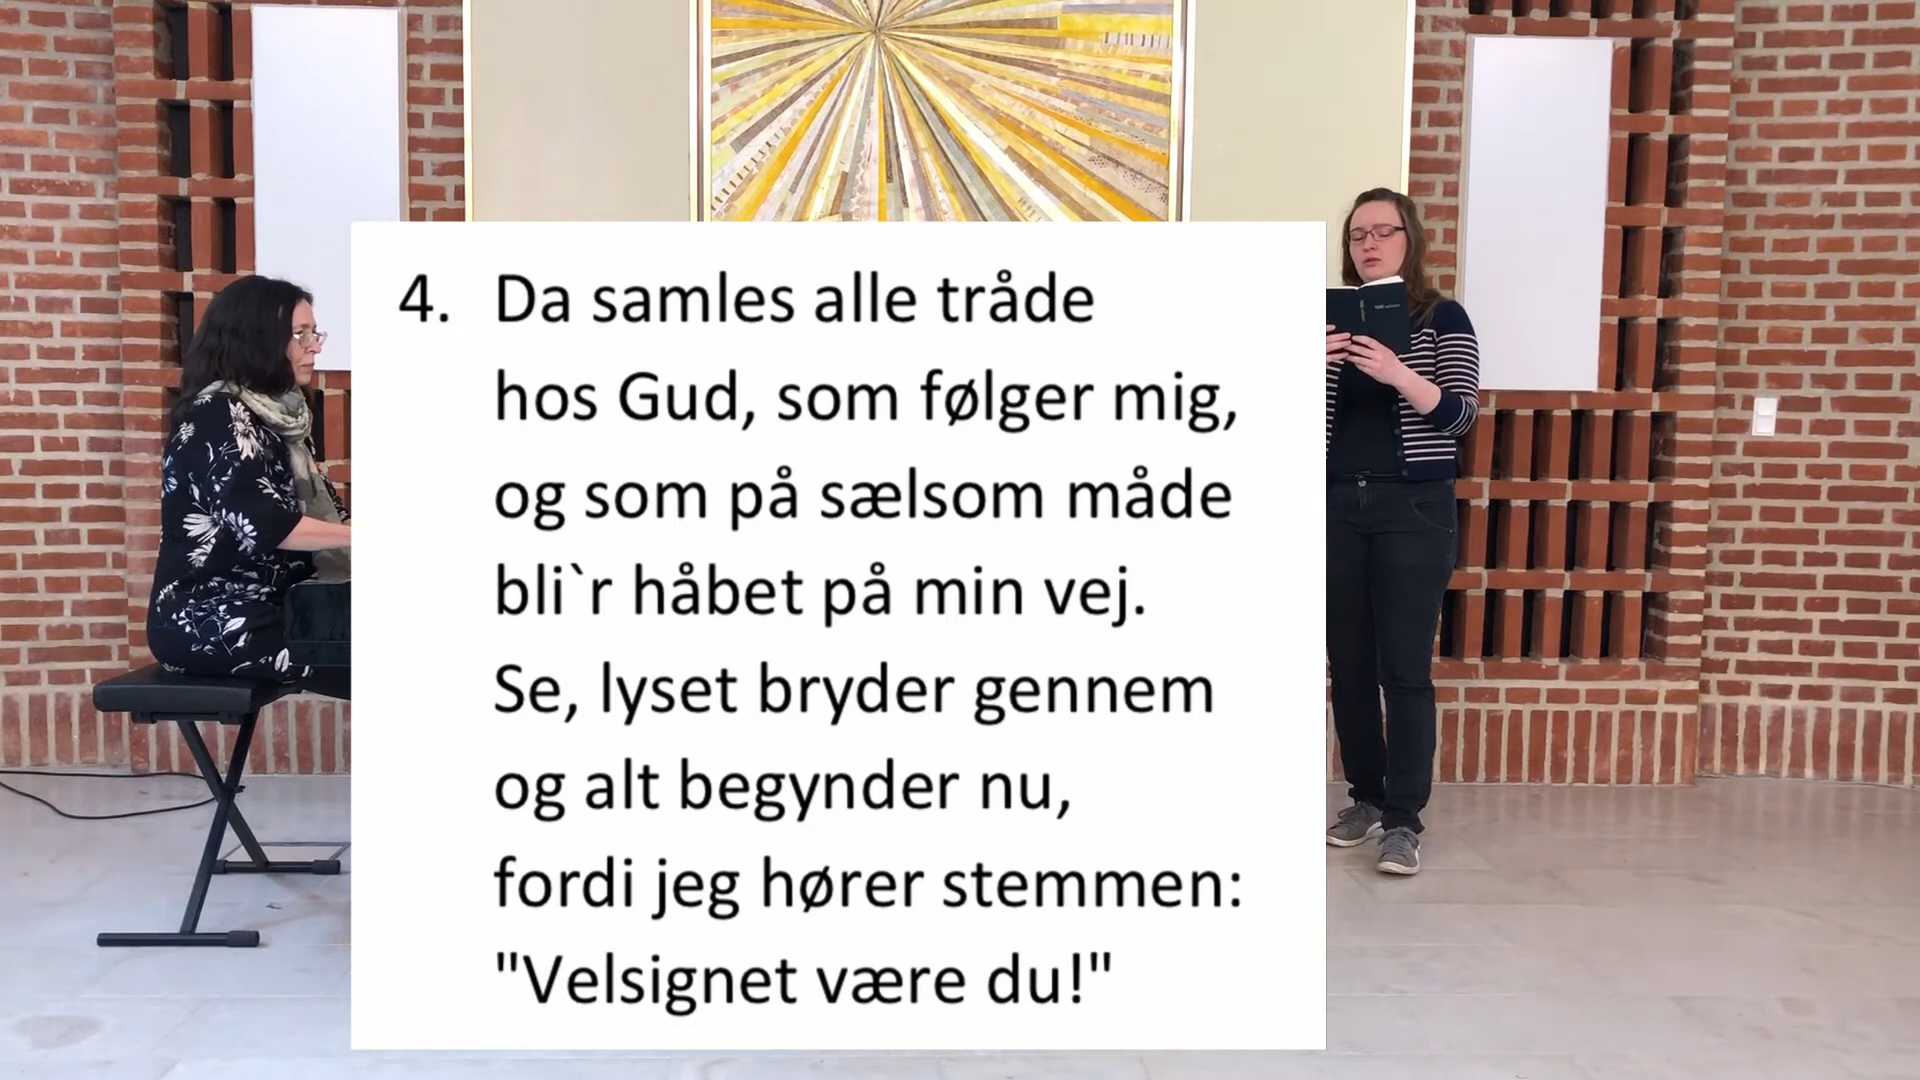 4. Da samles alle tråde
hos Gud, som følger mig,
og som på sælsom måde
bli`r håbet på min vej.
Se, lyset bryder gennem
og alt begynder nu,
fordi jeg hører stemmen:
"Velsignet være du!"